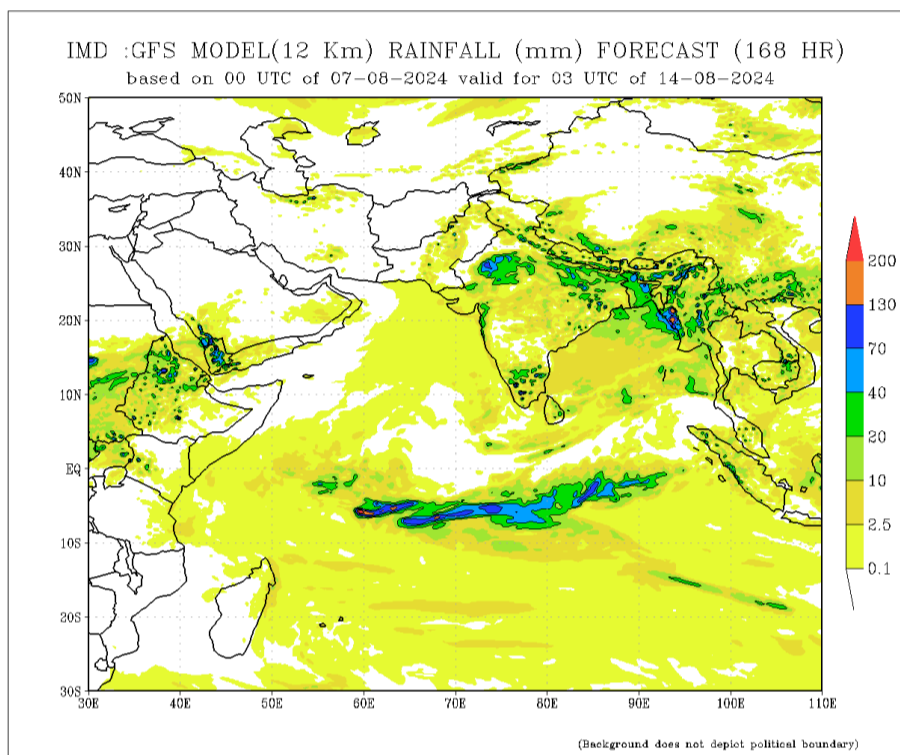 IMD :GFS MODEL(12 Km) RAINFALL (mm) FORECAST (168 HR)
based on 00 UTC of 07-08-2024 valid for 03 UTC of 14-08-2024
50N
40N
30N
20N
10N
EQ
10S
20S
30S
30E 40E 50E 60E 70E 80E 90E 100E 110E
200
130
70
40
20
10
2.5
0.1
(Background does not depict political boundary)